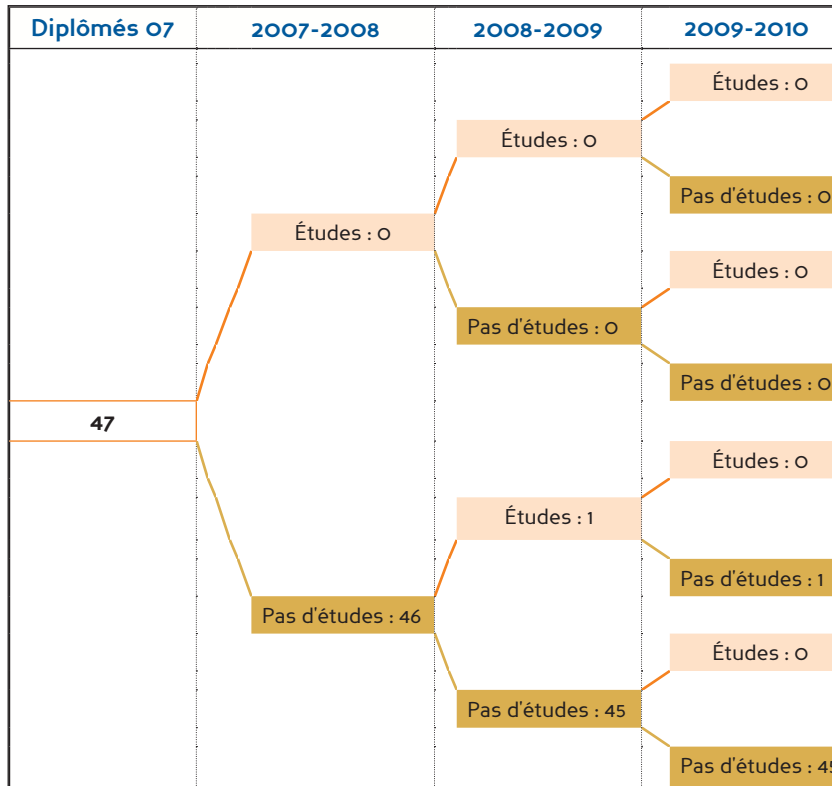 Diplômés 07 2007-2008 2008-2009 2009-2010
Études : 0
Études : 0
Pas d'études : 0
Études : 0
Études : 0
Pas d'études : 0
Pas d'études : 0
47
Études : 0
Études : 1
Pas d'études : 1
Pas d'études : 46
Études : 0
Pas d'études : 45
Pas d'études : 45